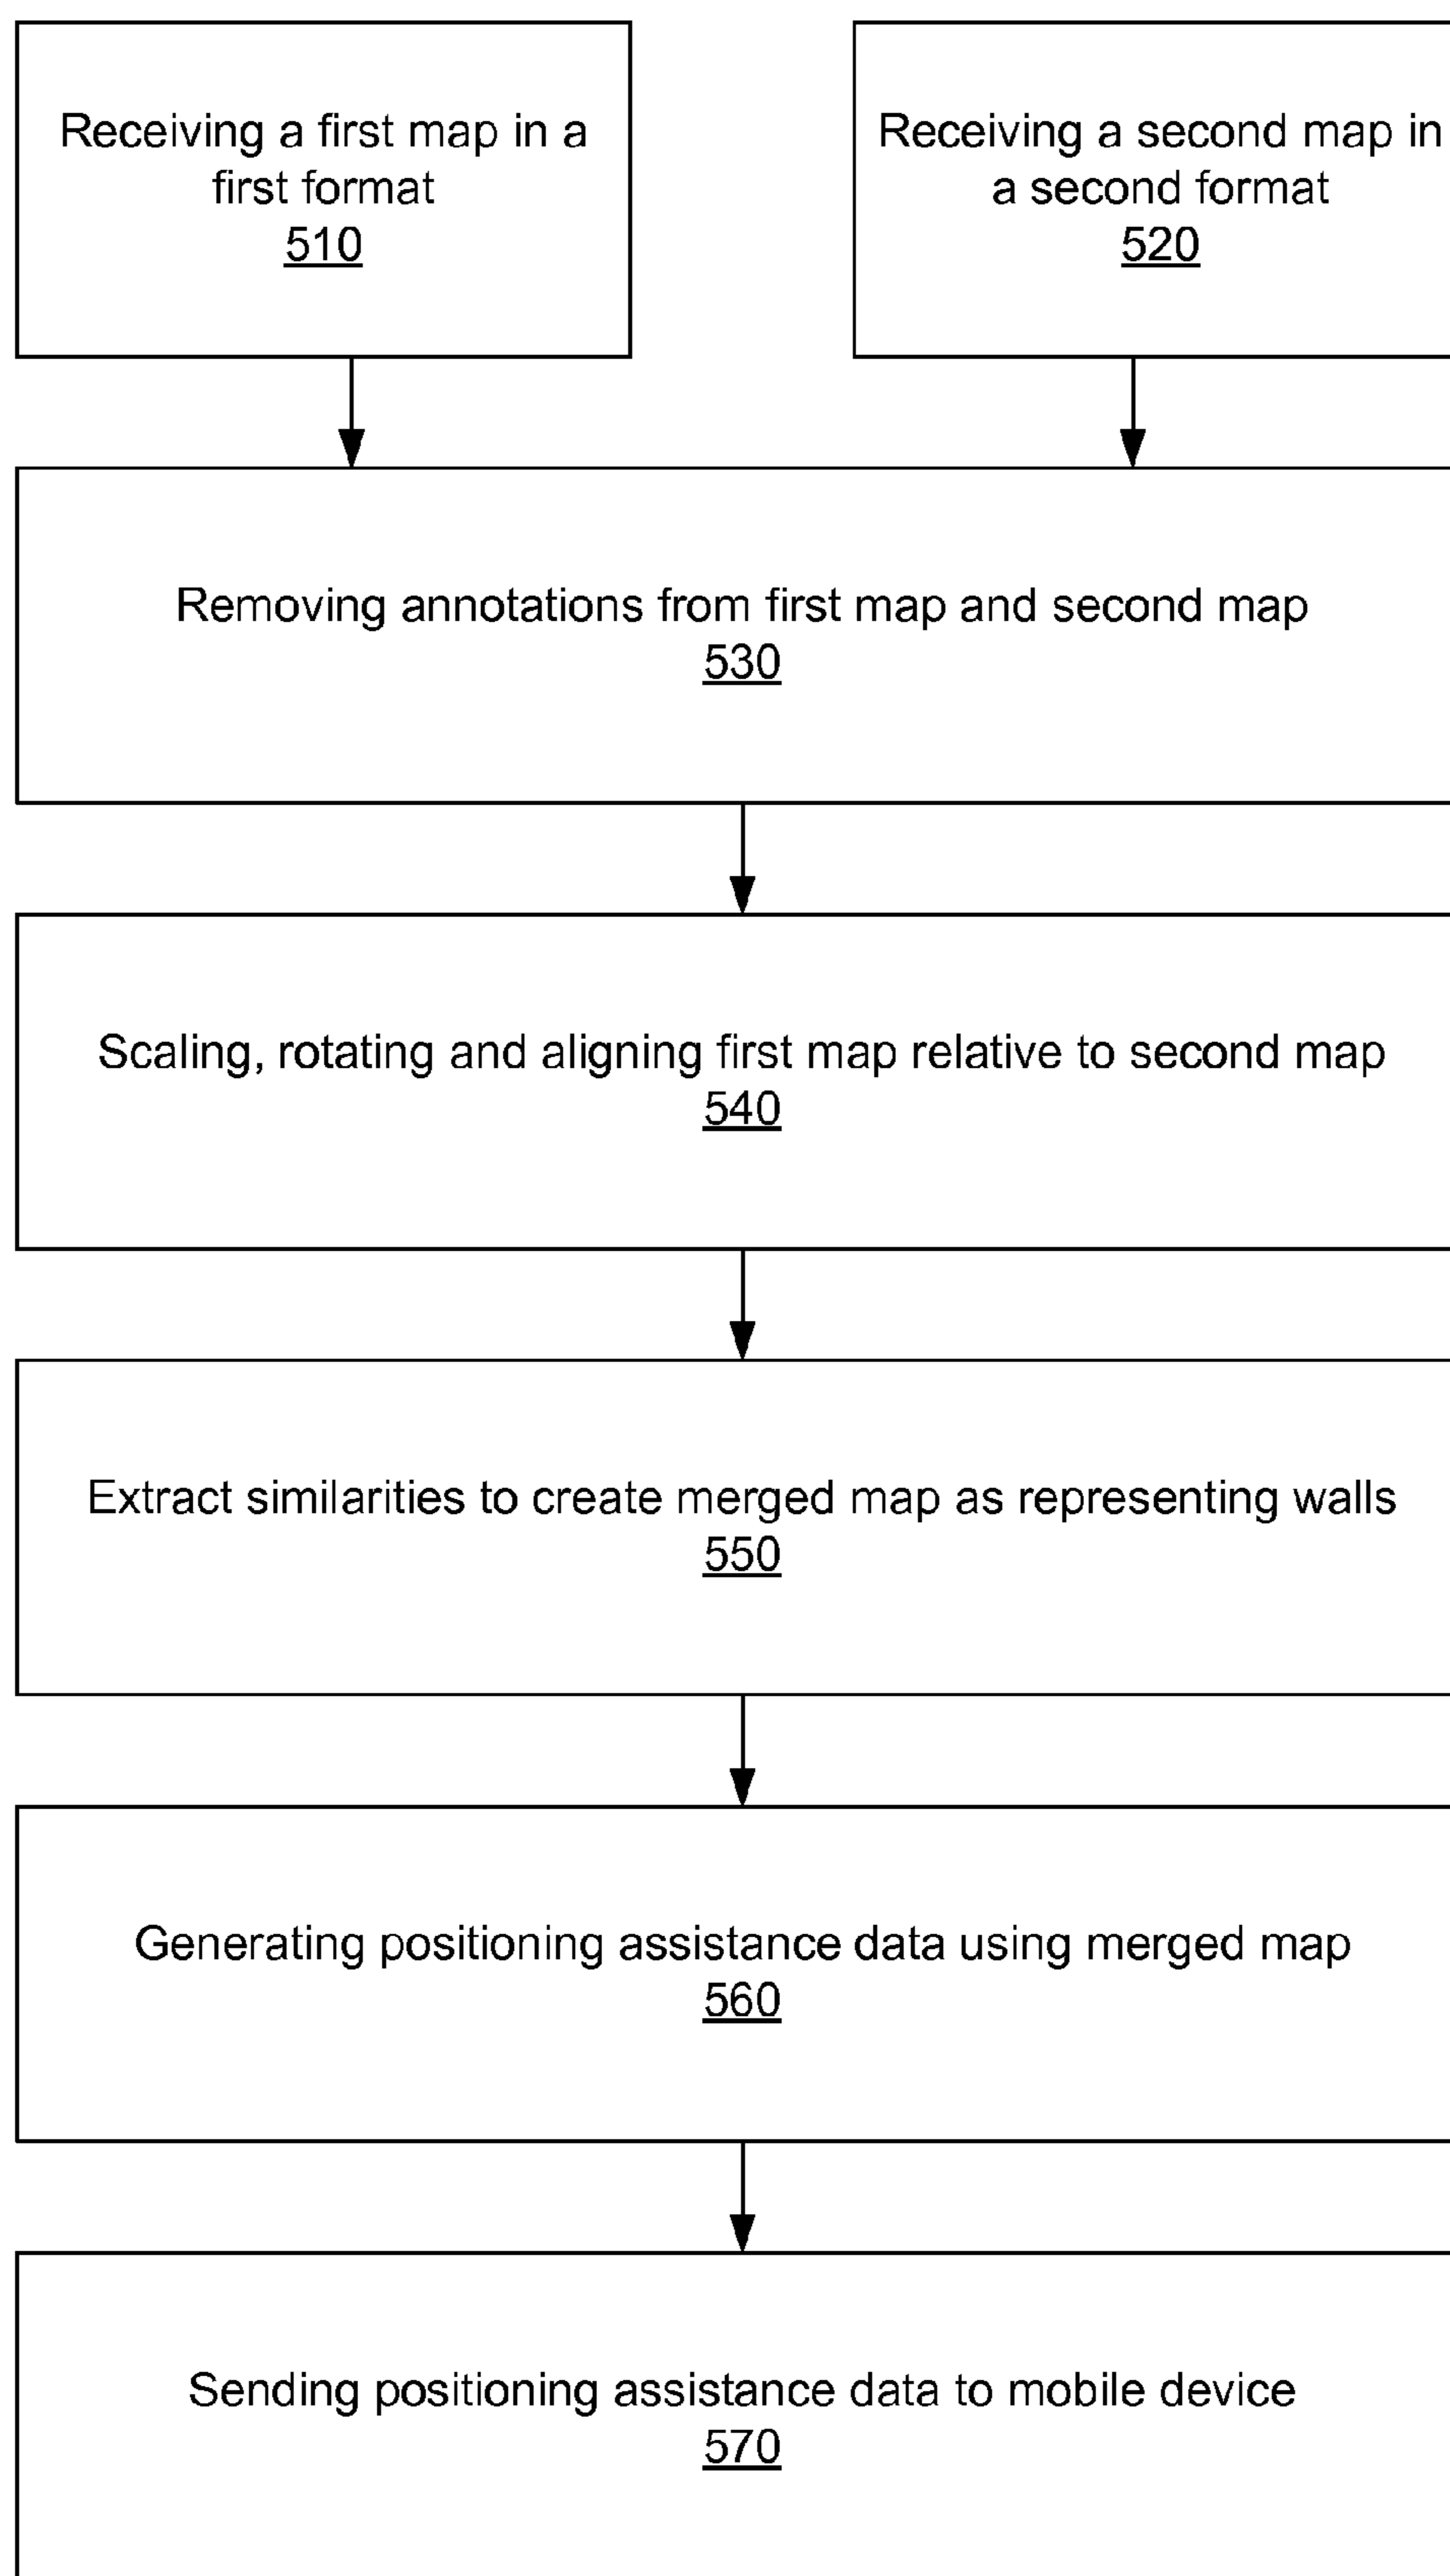 Receiving a first map in a
first format
510
Receiving a second map in
a second format
520
Removing annotations from first map and second map
530
Scaling, rotating and aligning first map relative to second map
540
Extract similarities to create merged map as representing walls
550
Generating positioning assistance data using merged map
560
Sending positioning assistance data to mobile device
570